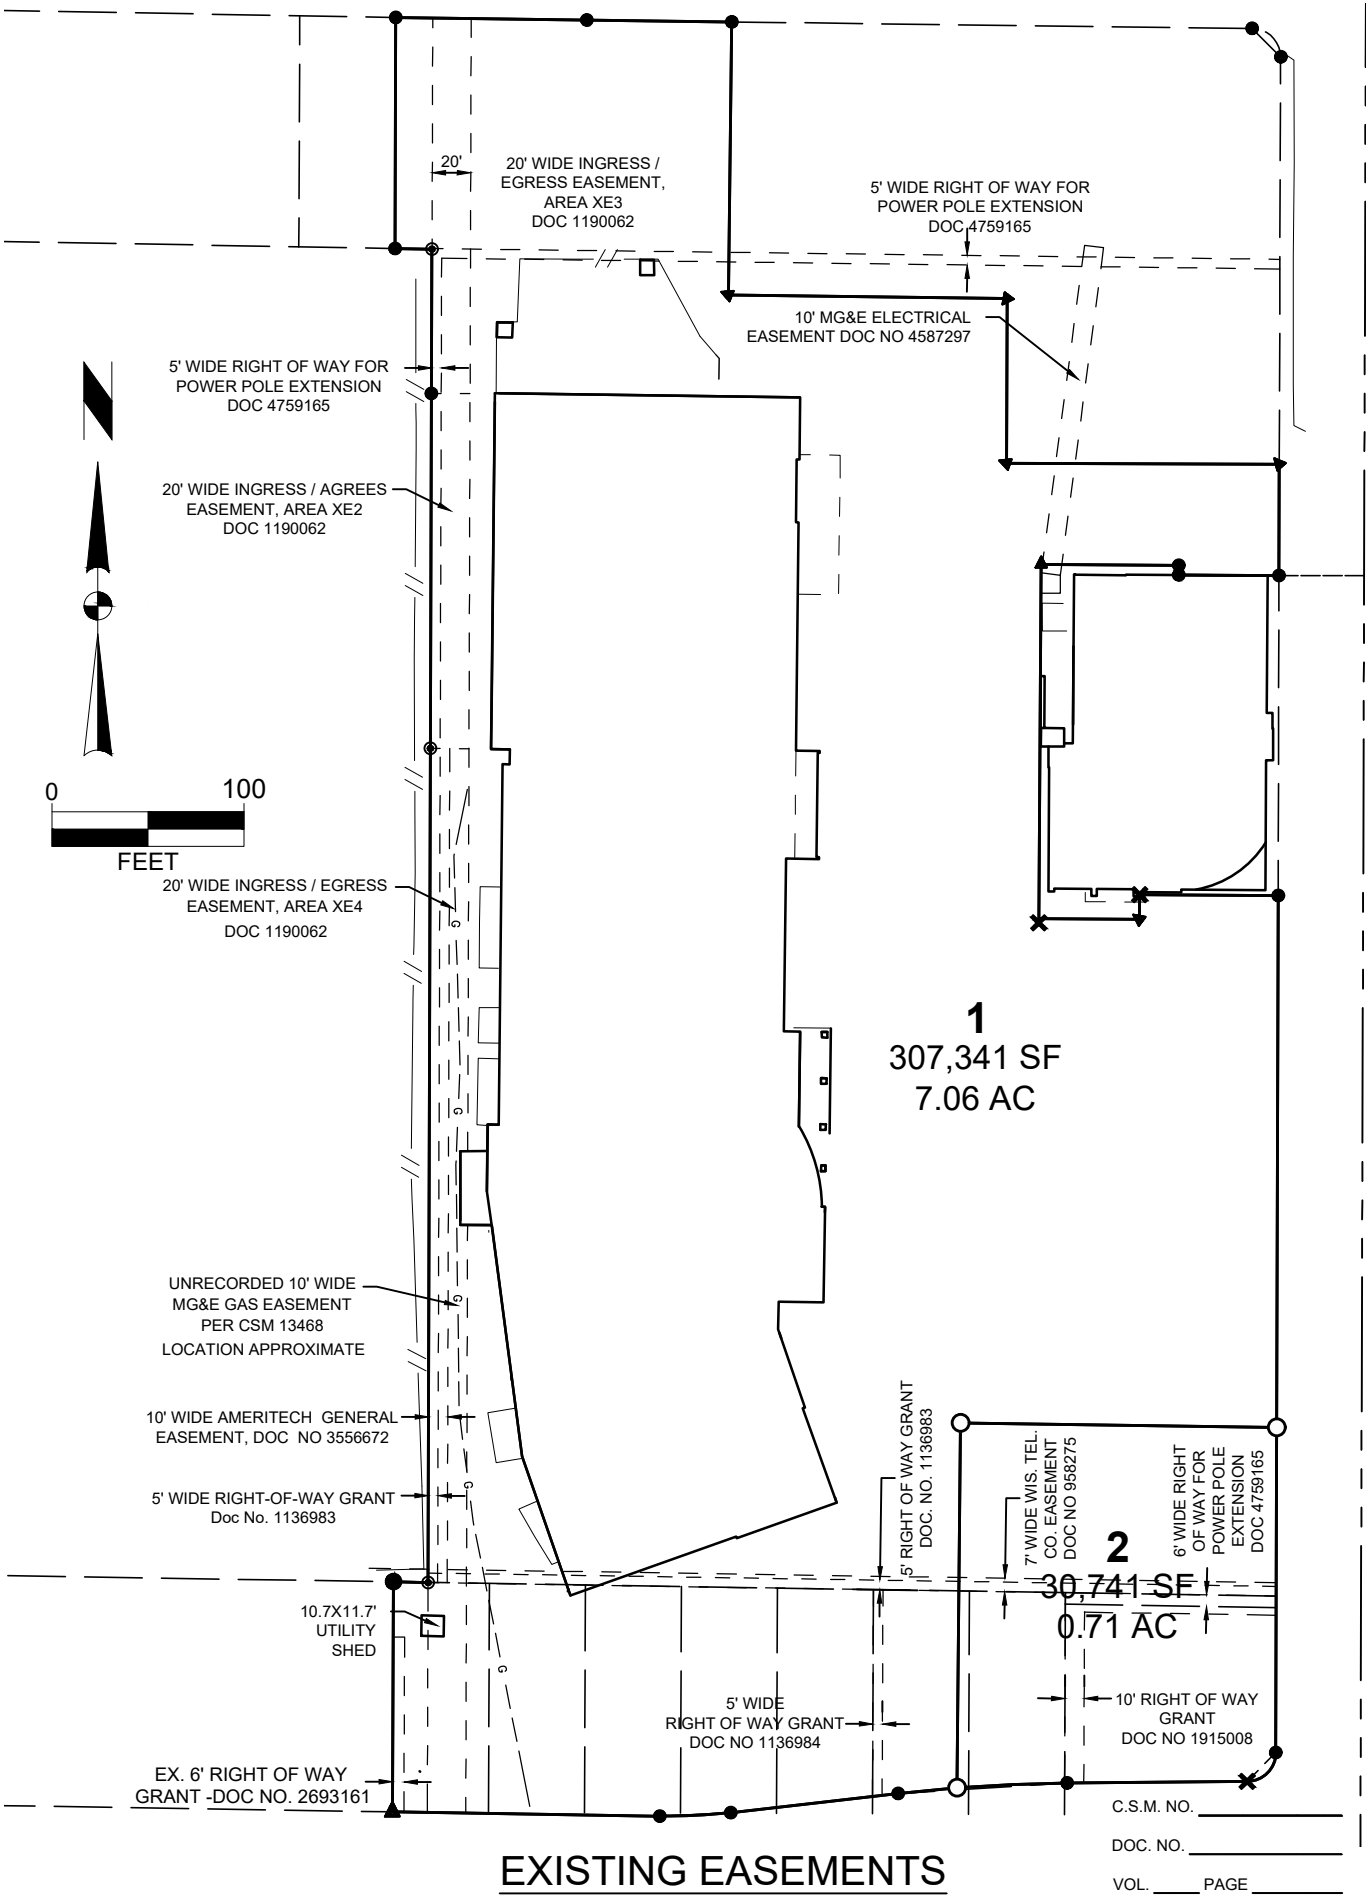 20'
20' WIDE INGRESS /
EGRESS EASEMENT,
AREA XE3
DOC 1190062
5' WIDE RIGHT OF WAY FOR
POWER POLE EXTENSION
DOC 4759165
10' MG&E ELECTRICAL
EASEMENT DOC NO 4587297
5' WIDE RIGHT OF WAY FOR
POWER POLE EXTENSION
DOC 4759165
N
20' WIDE INGRESS / AGREES
EASEMENT, AREA XE2
DOC 1190062
0 100
FEET
20' WIDE INGRESS / EGRESS
EASEMENT, AREA XE4
DOC 1190062
G
1
307,341 SF
7.06 AC
G
UNRECORDED 10' WIDE
MG&E GAS EASEMENT
PER CSM 13468
LOCATION APPROXIMATE
G
10' WIDE AMERITECH GENERAL
EASEMENT, DOC NO 3556672
5' WIDE RIGHT-OF-WAY GRANT
Doc No. 1136983
G
5' RIGHT OF WAY GRANT
DOC. NO. 1136983
7' WIDE WIS. TEL.
CO. EASEMENT
DOC NO 958275
6' WIDE RIGHT
OF WAY FOR
POWER POLE
EXTENSION
DOC 4759165
2
30,741 SF
0.71 AC
10.7X11.7'
UTILITY
SHED
G
5' WIDE
RIGHT OF WAY GRANT
DOC NO 1136984
10' RIGHT OF WAY
GRANT
DOC NO 1915008
EX. 6' RIGHT OF WAY
GRANT -DOC NO. 2693161
C.S.M. NO.
DOC. NO.
VOL. PAGE
EXISTING EASEMENTS